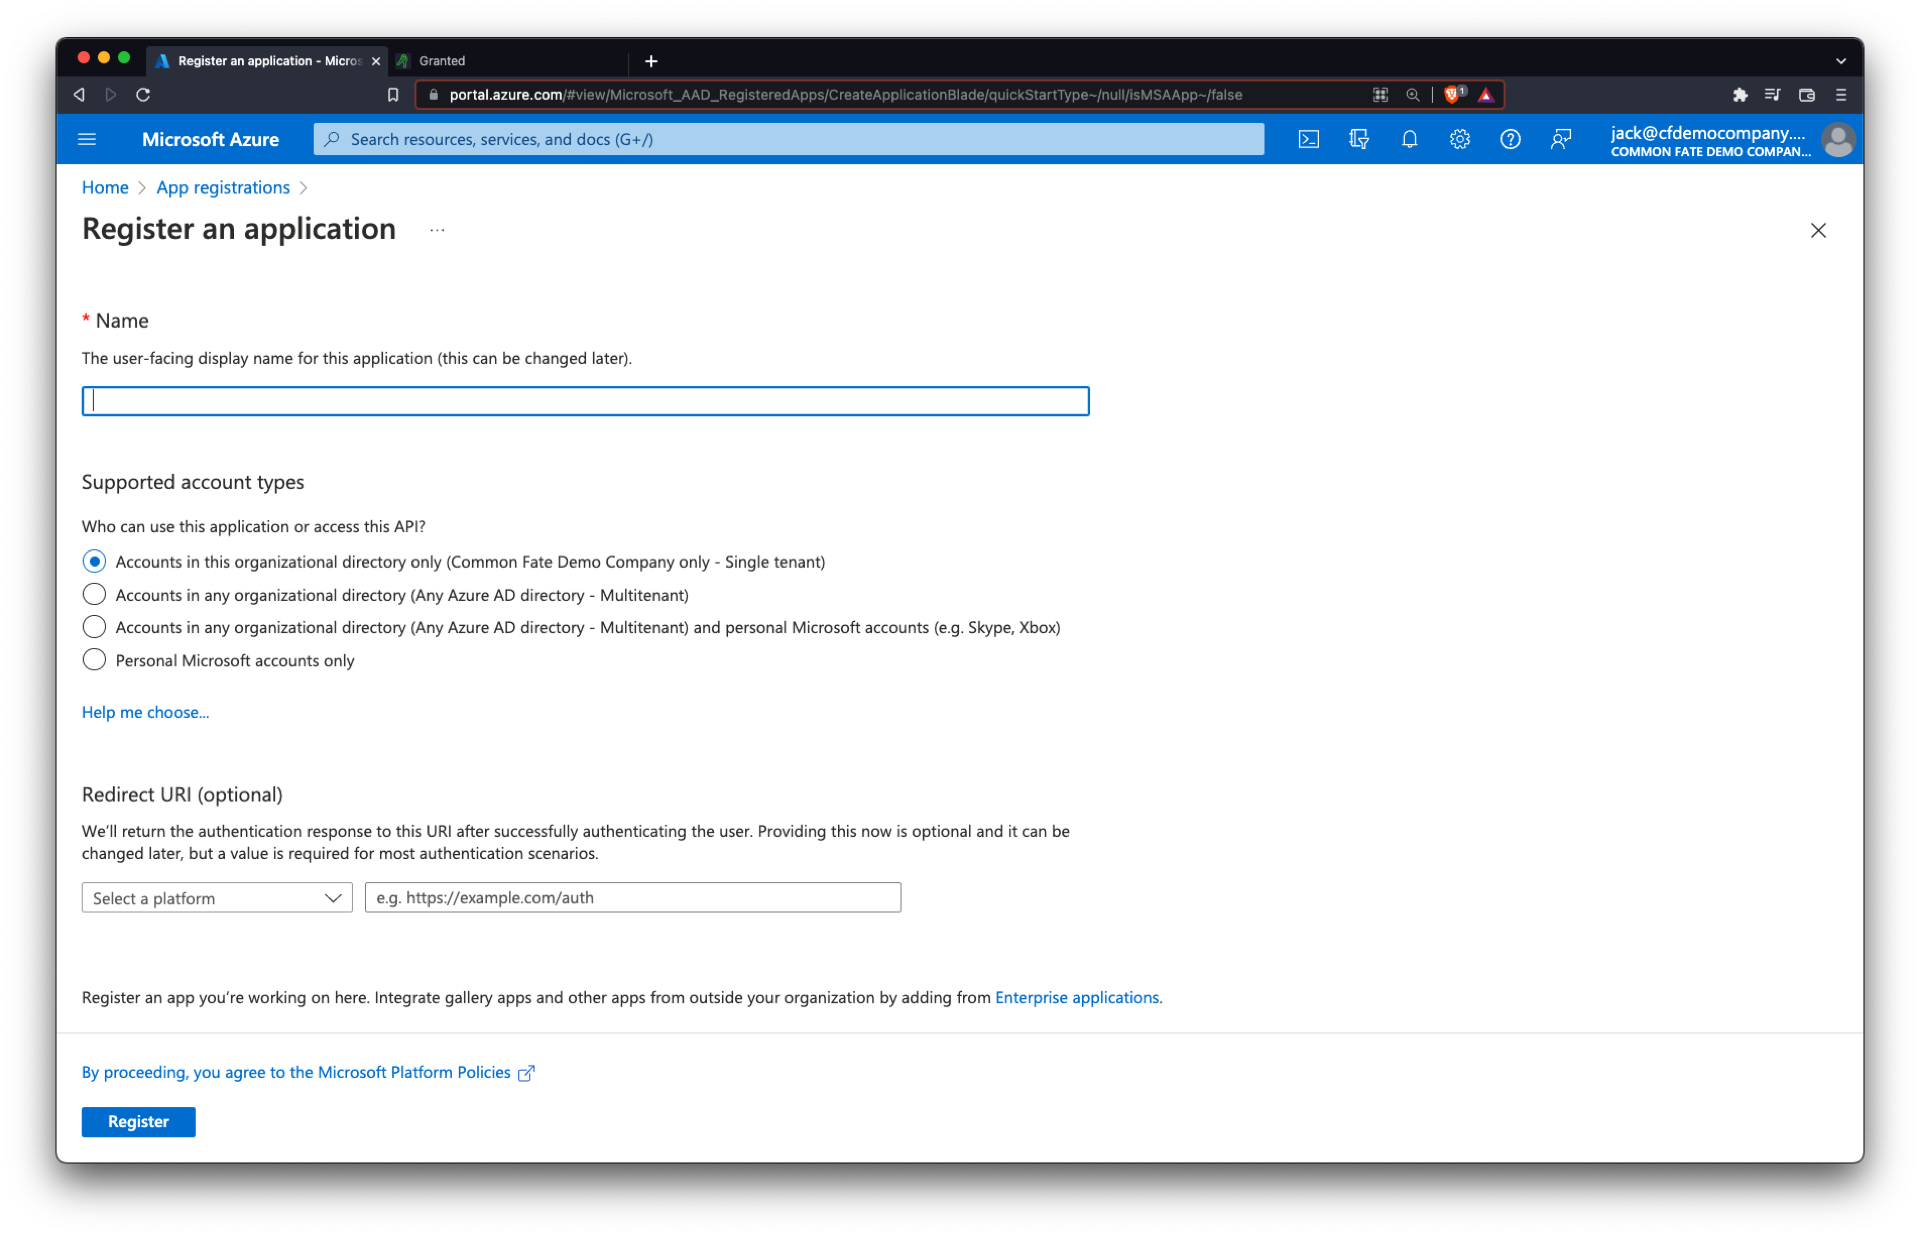 Register an application - Micros
Granted
portal.azure.com/#view/Microsoft_AAD_RegisteredApps/CreateApplicationBlade/quickStartType~/null/isMSAApp~/false
1
Microsoft Azure
Search resources, services, and docs (G+/)
jack@cfdemocompany....
COMMON FATE DEMO COMPAN...
Home > App registrations >
Register an application ...
* Name
The user-facing display name for this application (this can be changed later).
Supported account types
Who can use this application or access this API?
Accounts in this organizational directory only (Common Fate Demo Company only - Single tenant)
Accounts in any organizational directory (Any Azure AD directory - Multitenant)
Accounts in any organizational directory (Any Azure AD directory - Multitenant) and personal Microsoft accounts (e.g. Skype, Xbox)
Personal Microsoft accounts only
Help me choose...
Redirect URI (optional)
We'll return the authentication response to this URI after successfully authenticating the user. Providing this now is optional and it can be
changed later, but a value is required for most authentication scenarios.
Select a platform
e.g. https://example.com/auth
Register an app you're working on here. Integrate gallery apps and other apps from outside your organization by adding from Enterprise applications.
By proceeding, you agree to the Microsoft Platform Policies
Register